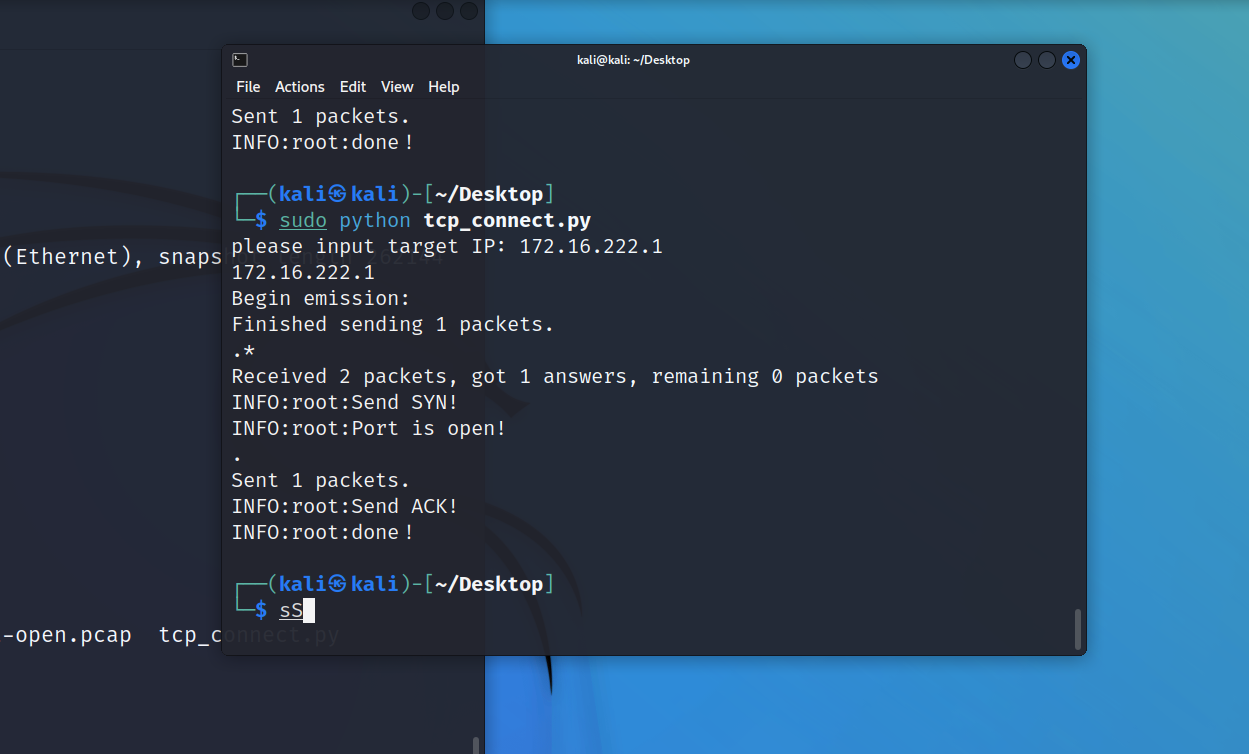 kali@kali: ~/Desktop
File Actions Edit View Help
Sent 1 packets.
INFO:root:done！
┌──(kali㉿kali)-[~/Desktop]
└─$ sudo python tcp_connect.py
please input target IP: 172.16.222.1
172.16.222.1
Begin emission:
Finished sending 1 packets.
.*
Received 2 packets, got 1 answers, remaining 0 packets
INFO:root:Send SYN!
INFO:root:Port is open!
.
Sent 1 packets.
INFO:root:Send ACK!
INFO:root:done！
┌──(kali㉿kali)-[~/Desktop]
└─$ sS
(Ethernet), snapshot length 262144
-open.pcap tcp_connect.py